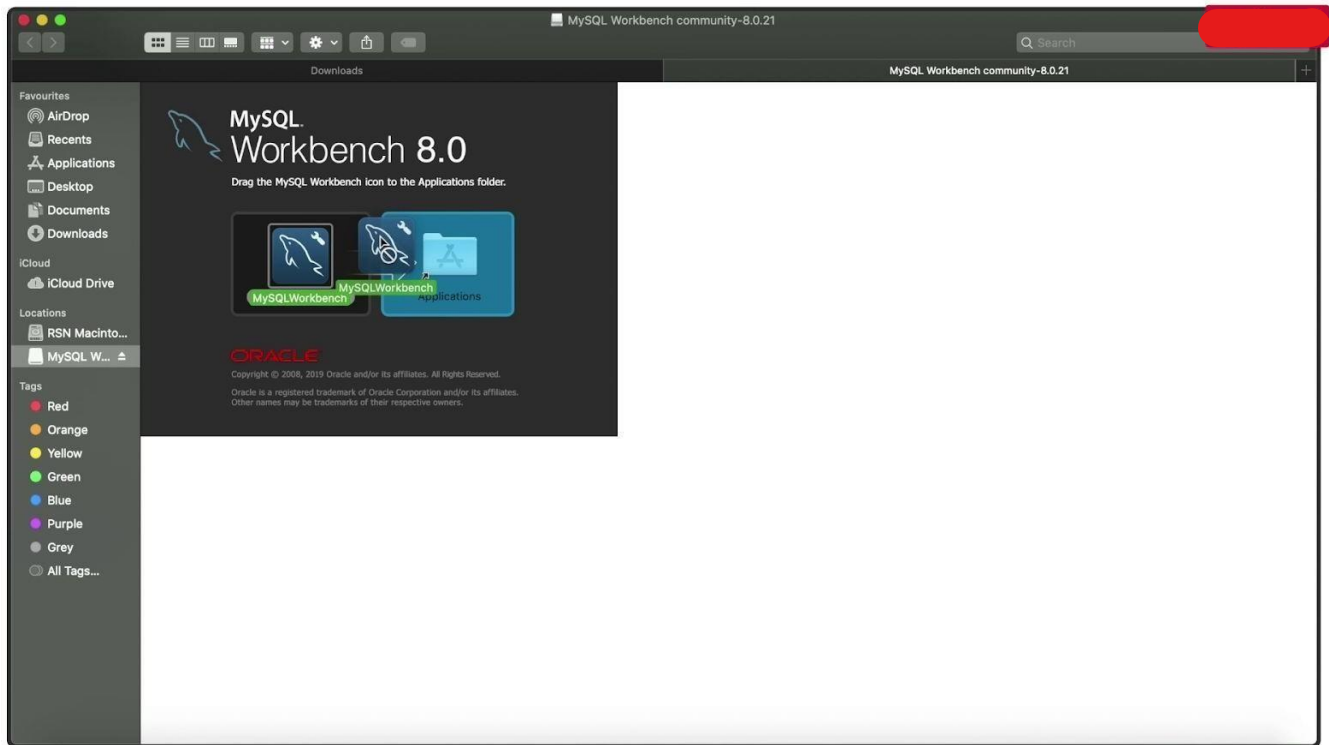 MySQL Workbench community-8.0.21
Search
Downloads
MySQL Workbench community-8.0.21
Favourites
AirDrop
Recents
Applications
Desktop
Documents
Downloads
iCloud
iCloud Drive
Locations
RSN Macinto...
MySQL W...
Tags
Red
Orange
Yellow
Green
Blue
Purple
Grey
All Tags...
MySQL.
Workbench 8.0
Drag the MySQL Workbench icon to the Applications folder.
MySQLWorkbench
MySQLWorkbench
Applications
ORACLE
Copyright © 2008, 2019 Oracle and/or its affiliates. All Rights Reserved.
Oracle is a registered trademark of Oracle Corporation and/or its affiliates.
Other names may be trademarks of their respective owners.